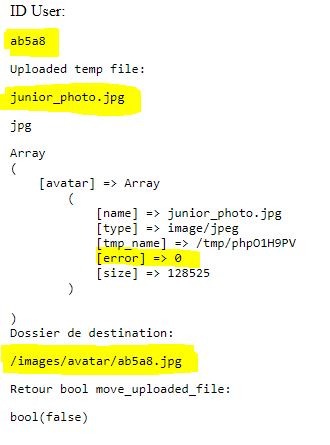 ID User:
ab5a8
Uploaded temp file:
junior_photo.jpg
jpg
Array
(
[avatar] => Array
(
[name] => junior_photo.jpg
[type] => image/jpeg
[tmp_name] => /tmp/phpO1H9PV
[error] => 0
[size] => 128525
)
)
Dossier de destination:
/images/avatar/ab5a8.jpg
Retour bool move_uploaded_file:
bool(false)